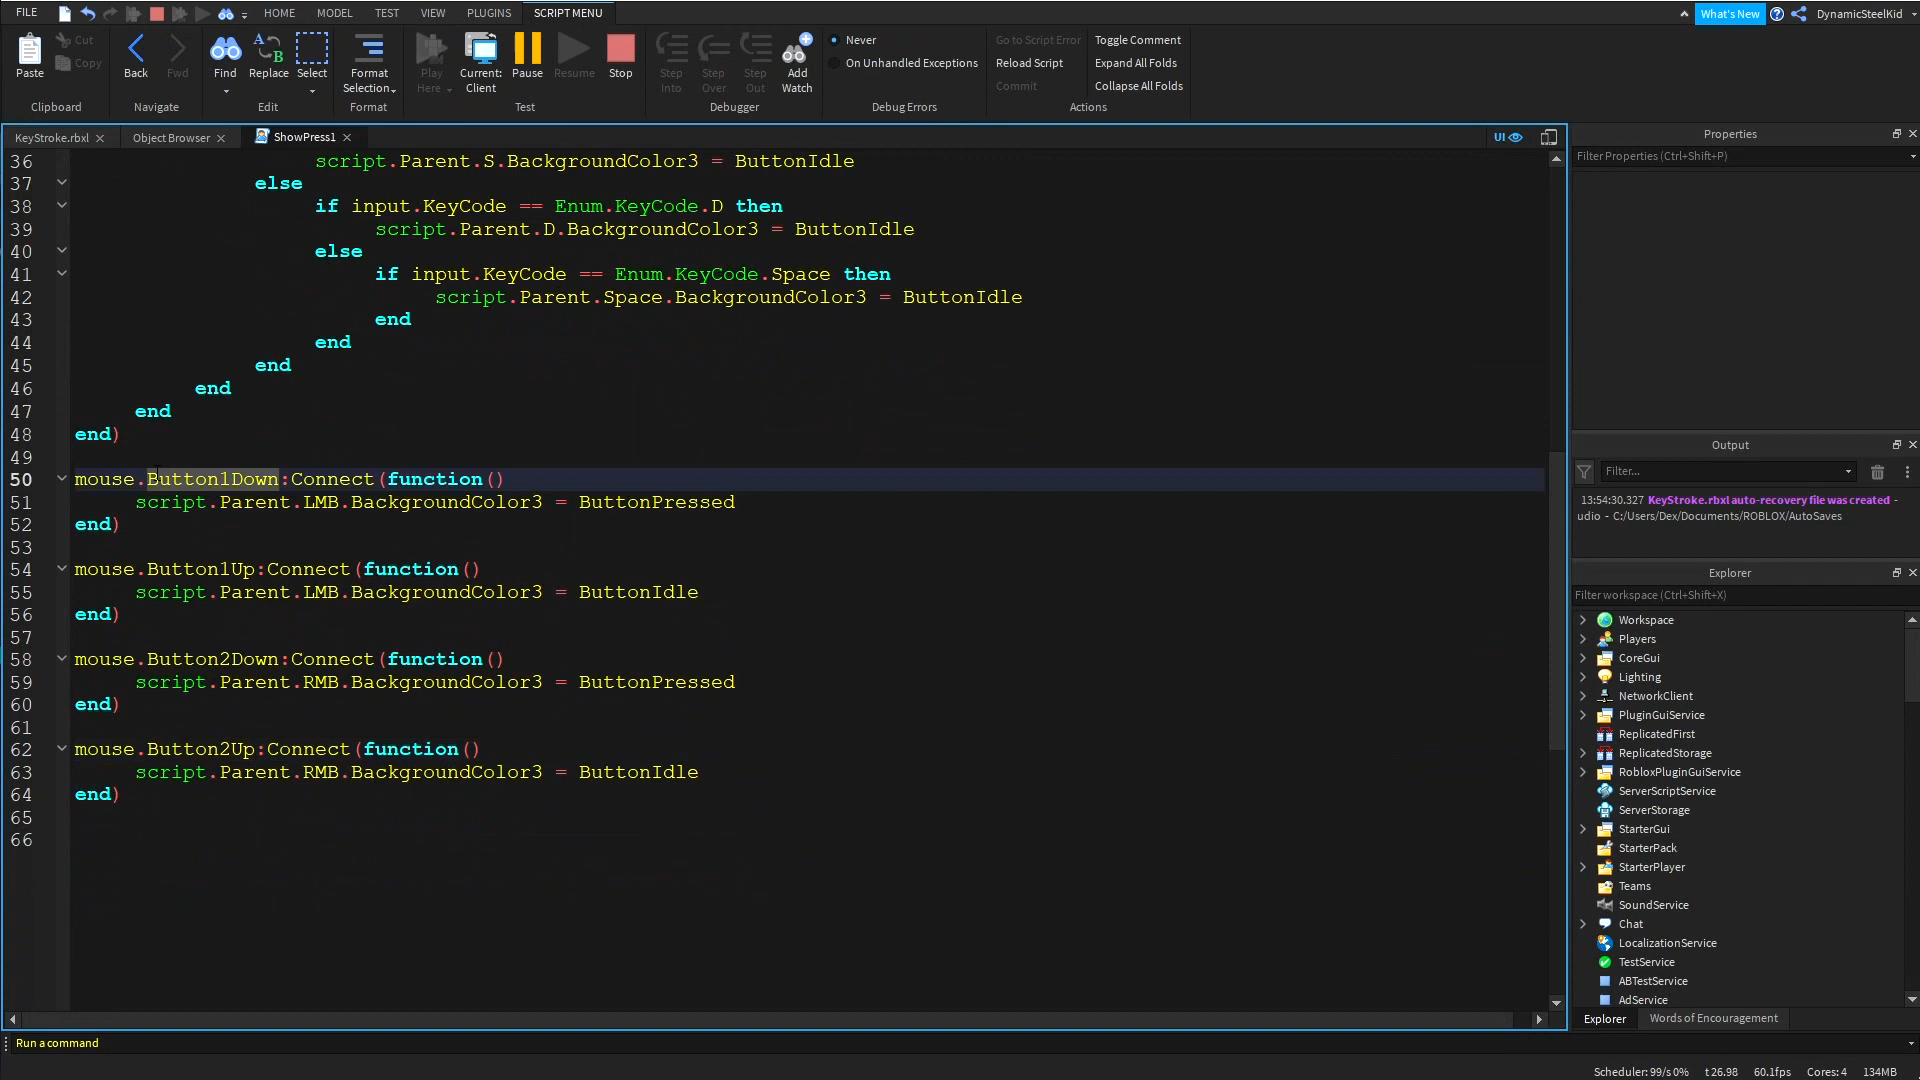 FILE HOME MODEL TEST VIEW PLUGINS SCRIPT MENU What's New DynamicSteelKid
Paste Cut Copy
Clipboard
Back Fwd
Navigate
Find Replace Select
Edit
Format Selection
Format
Play Here Current: Client Pause Resume Stop
Test
Step Into Step Over Step Out Add Watch
Debugger
Never
On Unhandled Exceptions
Debug Errors
Go to Script Error Toggle Comment
Reload Script Expand All Folds
Commit Collapse All Folds
Actions
KeyStroke.rbxl Object Browser ShowPress1 UI
36 script.Parent.S.BackgroundColor3 = ButtonIdle
37 else
38 if input.KeyCode == Enum.KeyCode.D then
39 script.Parent.D.BackgroundColor3 = ButtonIdle
40 else
41 if input.KeyCode == Enum.KeyCode.Space then
42 script.Parent.Space.BackgroundColor3 = ButtonIdle
43 end
44 end
45 end
46 end
47 end
48 end)
49
50 mouse.Button1Down:Connect(function()
51 script.Parent.LMB.BackgroundColor3 = ButtonPressed
52 end)
53
54 mouse.Button1Up:Connect(function()
55 script.Parent.LMB.BackgroundColor3 = ButtonIdle
56 end)
57
58 mouse.Button2Down:Connect(function()
59 script.Parent.RMB.BackgroundColor3 = ButtonPressed
60 end)
61
62 mouse.Button2Up:Connect(function()
63 script.Parent.RMB.BackgroundColor3 = ButtonIdle
64 end)
65
66
Properties
Filter Properties (Ctrl+Shift+P)
Output
Filter...
13:54:30.327 KeyStroke.rbxl auto-recovery file was created -
udio - C:/Users/Dex/Documents/ROBLOX/AutoSaves
Explorer
Filter workspace (Ctrl+Shift+X)
Workspace
Players
CoreGui
Lighting
NetworkClient
PluginGuiService
ReplicatedFirst
ReplicatedStorage
RobloxPluginGuiService
ServerScriptService
ServerStorage
StarterGui
StarterPack
StarterPlayer
Teams
SoundService
Chat
LocalizationService
TestService
ABTestService
AdService
Explorer Words of Encouragement
Run a command
Scheduler: 99/s 0% t 26.98 60.1fps Cores: 4 134MB